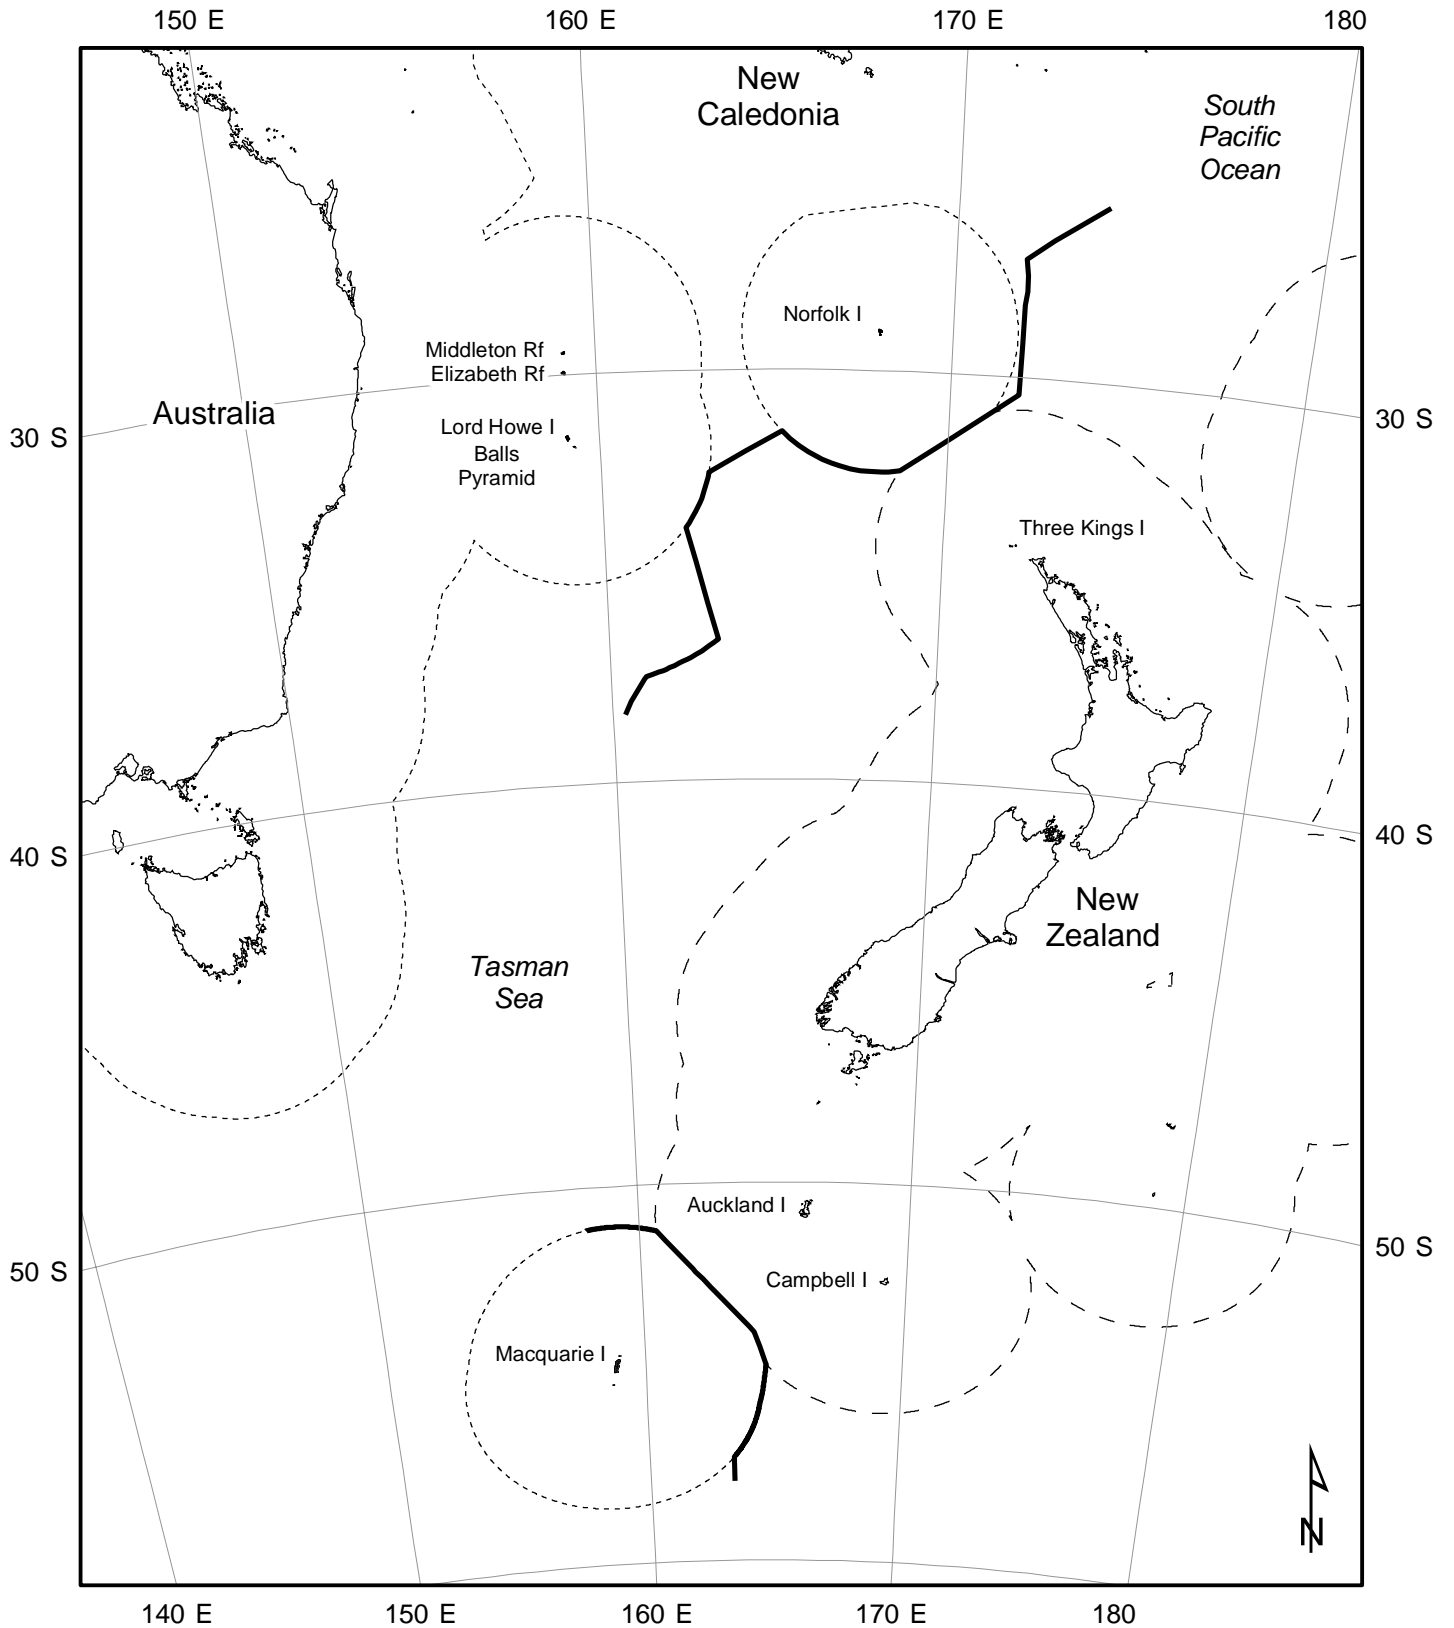 150 E 160 E 170 E 180
New
Caledonia
South
Pacific
Ocean
Norfolk I
Middleton Rf
Elizabeth Rf
Australia
Lord Howe I
Balls
Pyramid
30 S 30 S
Three Kings I
40 S 40 S
New
Zealand
Tasman
Sea
Auckland I
50 S 50 S
Campbell I
Macquarie I
N
140 E 150 E 160 E 170 E 180